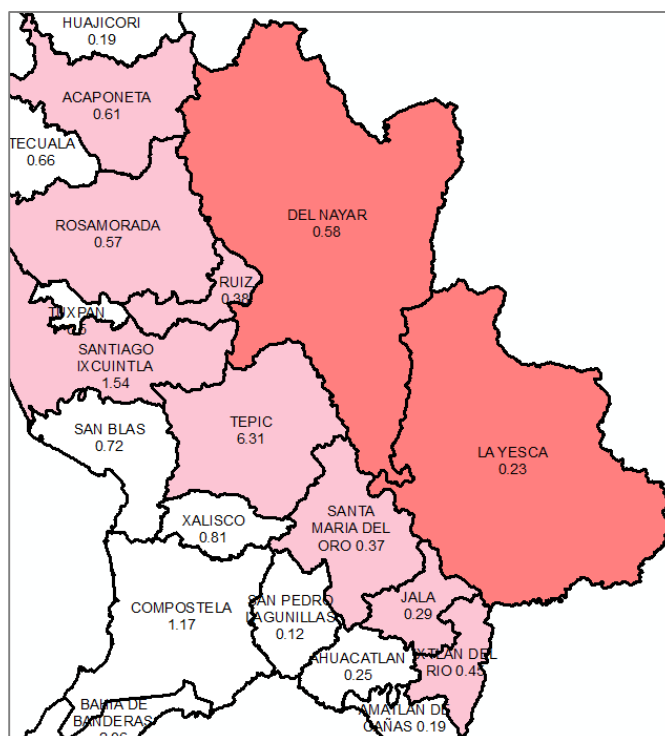 HUAJICORI
0.19
ACAPONETA
0.61
TECUALA
0.66
DEL NAYAR
0.58
ROSAMORADA
0.57
RUIZ
0.38
TUXPAN
SANTIAGO
IXCUINTLA
1.54
SAN BLAS
0.72
TEPIC
6.31
LA YESCA
0.23
XALISCO
0.81
SANTA
MARIA DEL
ORO 0.37
COMPOSTELA
1.17
SAN PEDRO
LAGUNILLAS
0.12
JALA
0.29
AHUACATLAN
0.25
IXTLAN DEL
RIO 0.45
BAHIA DE
BANDERAS
AMATLAN DE
CAÑAS 0.19